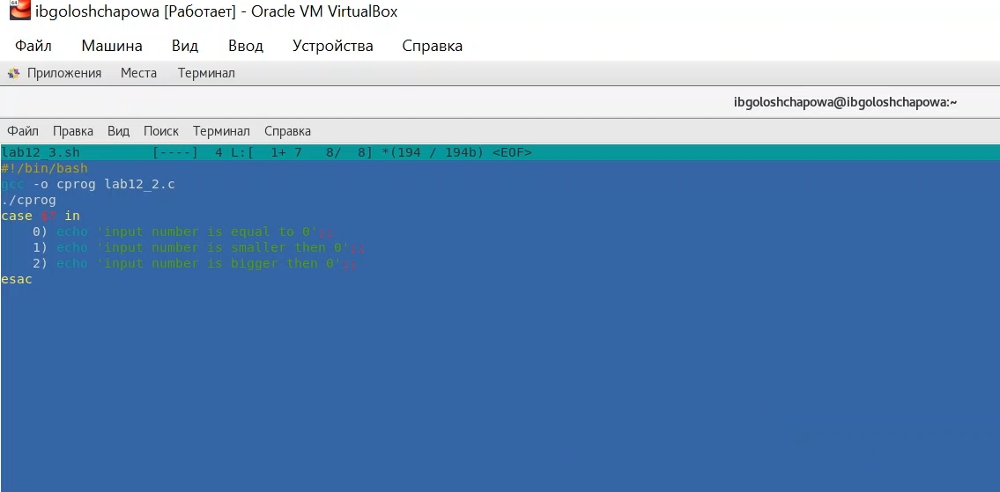 ibgoloshchapowa [Работает] - Oracle VM VirtualBox
Файл Машина Вид Ввод Устройства Справка
Приложения Места Терминал
ibgoloshchapowa@ibgoloshchapowa:~
Файл Правка Вид Поиск Терминал Справка
lab12_3.sh [----] 4 L:[ 1+ 7 8/ 8] *(194 / 194b) <EOF>
#!/bin/bash
gcc -o cprog lab12_2.c
./cprog
case $? in
0) echo 'input number is equal to 0';;
1) echo 'input number is smaller then 0';;
2) echo 'input number is bigger then 0';;
esac